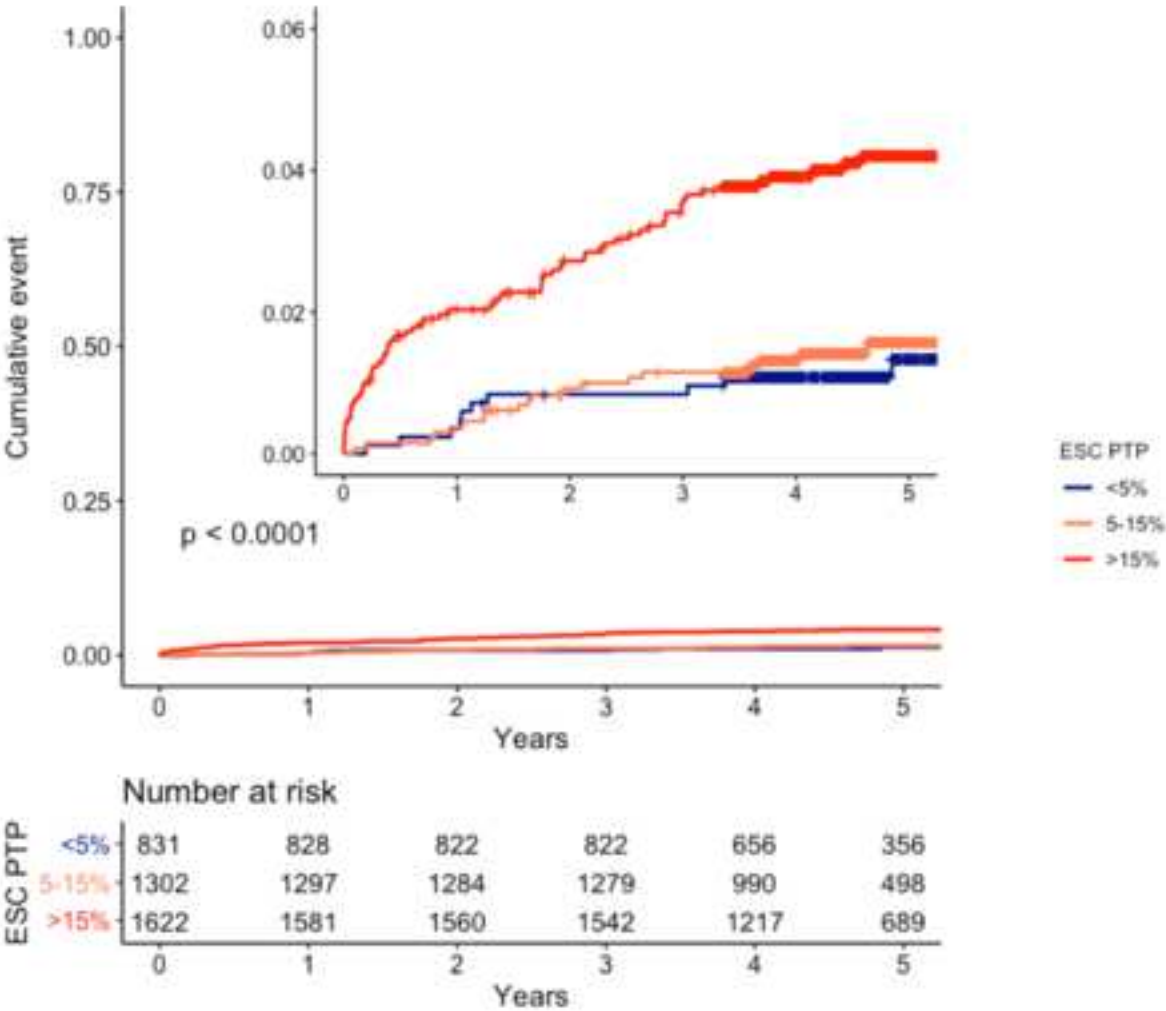 Cumulative event
1.00
0.75
0.50
0.25
0.00
0.06
0.04
0.02
0.00
0 1 2 3 4 5
p < 0.0001
0 1 2 3 4 5
Years
ESC PTP
<5%
5-15%
>15%
Number at risk
ESC PTP
<5% 831 828 822 822 656 356
5-15% 1302 1297 1284 1279 990 498
>15% 1622 1581 1560 1542 1217 689
0 1 2 3 4 5
Years